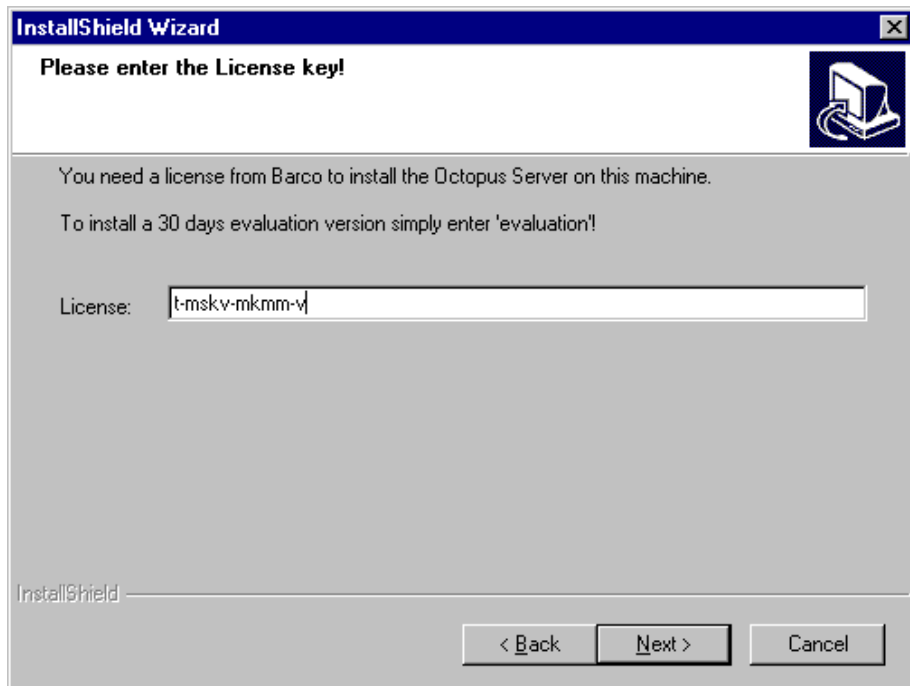 InstallShield Wizard
Please enter the License key!
You need a license from Barco to install the Octopus Server on this machine.
To install a 30 days evaluation version simply enter 'evaluation'!
License: t-mskv-mkmm-v
InstallShield
< Back Next > Cancel